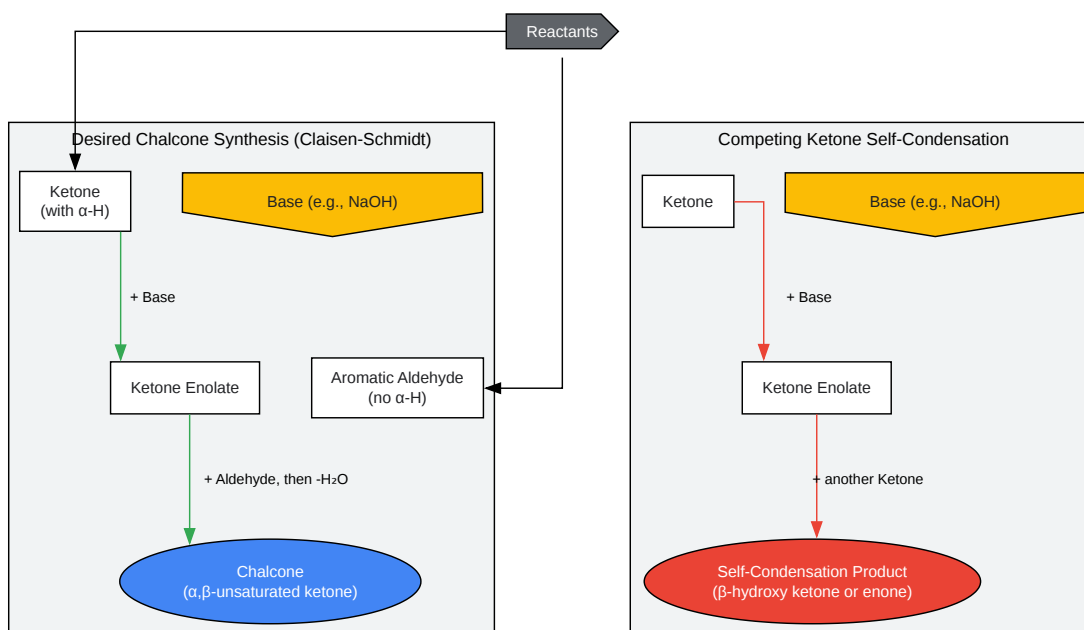 Reactants
Desired Chalcone Synthesis (Claisen-Schmidt)
Ketone
(with α-H)
Base (e.g., NaOH)
+ Base
Ketone Enolate
Aromatic Aldehyde
(no α-H)
+ Aldehyde, then -H₂O
Chalcone
(α,β-unsaturated ketone)
Competing Ketone Self-Condensation
Ketone
Base (e.g., NaOH)
+ Base
Ketone Enolate
+ another Ketone
Self-Condensation Product
(β-hydroxy ketone or enone)